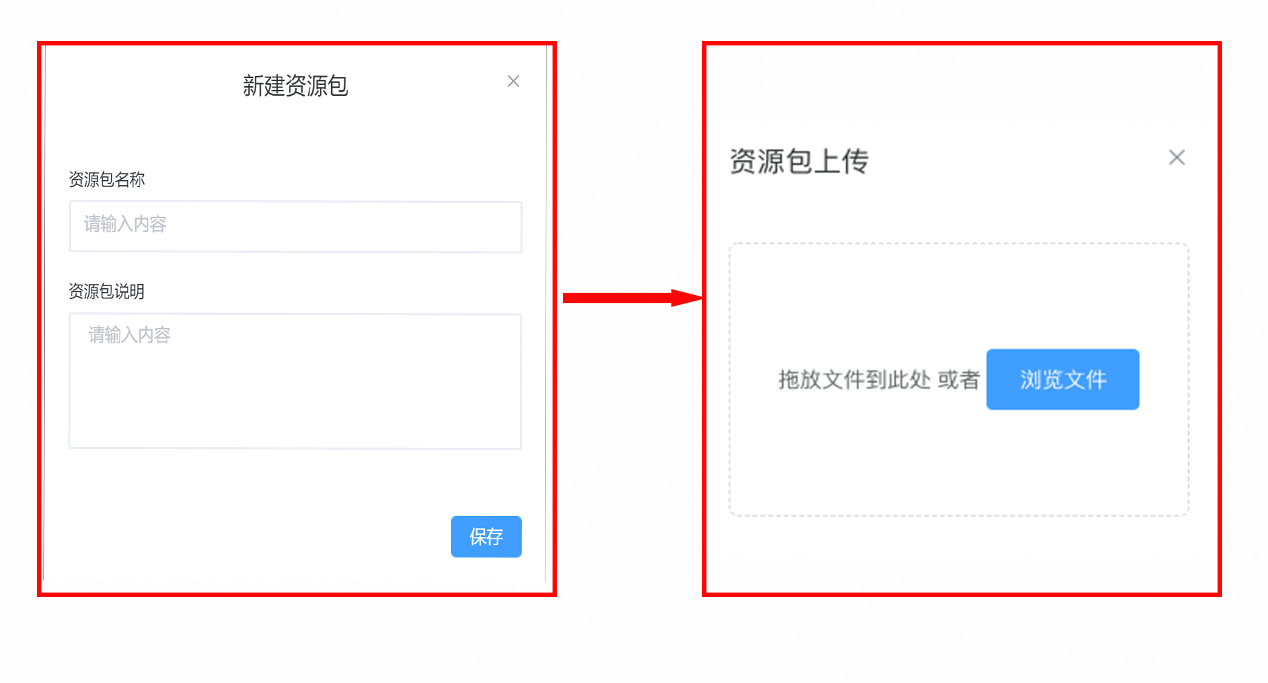 新建资源包
资源包名称
请输入内容
资源包说明
请输入内容
保存
资源包上传
拖放文件到此处 或者 浏览文件